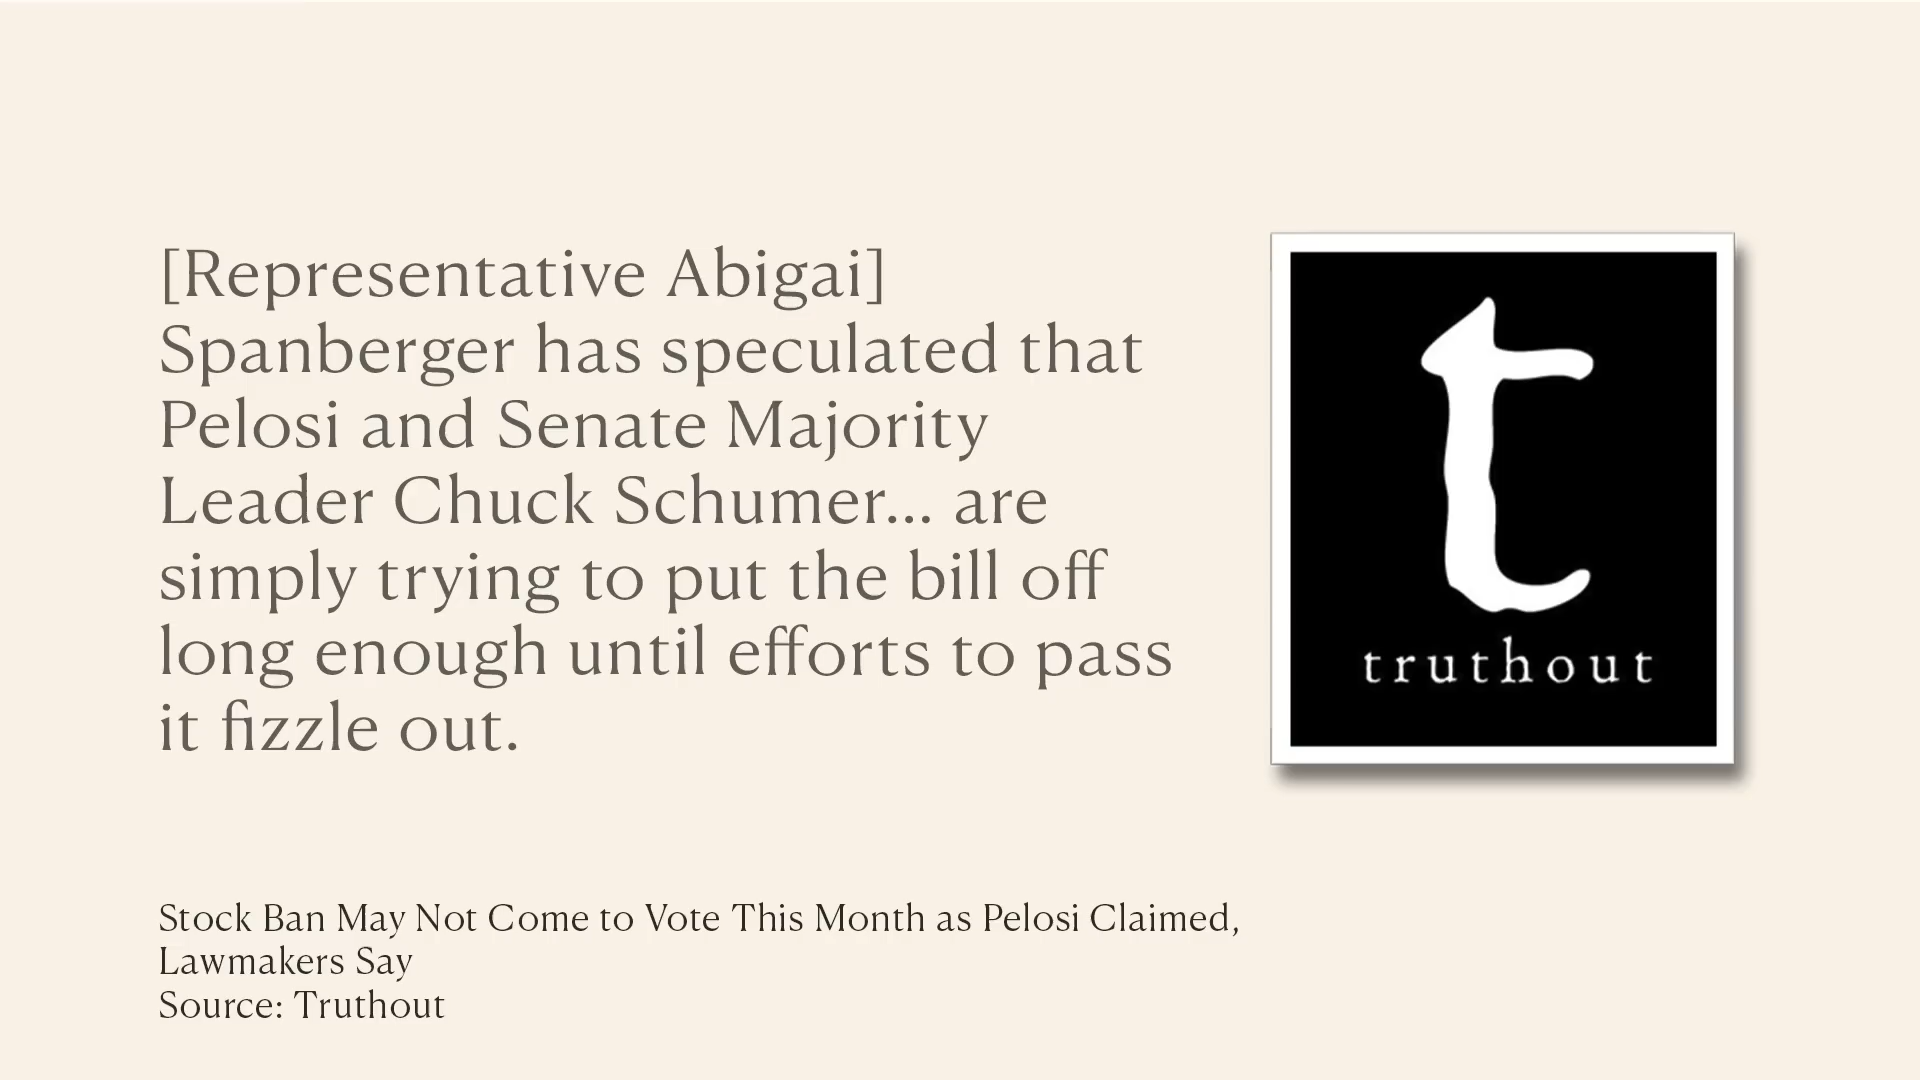 [Representative Abigai]
Spanberger has speculated that
Pelosi and Senate Majority
Leader Chuck Schumer... are
simply trying to put the bill off
long enough until efforts to pass
it fizzle out.
t
truthout
Stock Ban May Not Come to Vote This Month as Pelosi Claimed,
Lawmakers Say
Source: Truthout